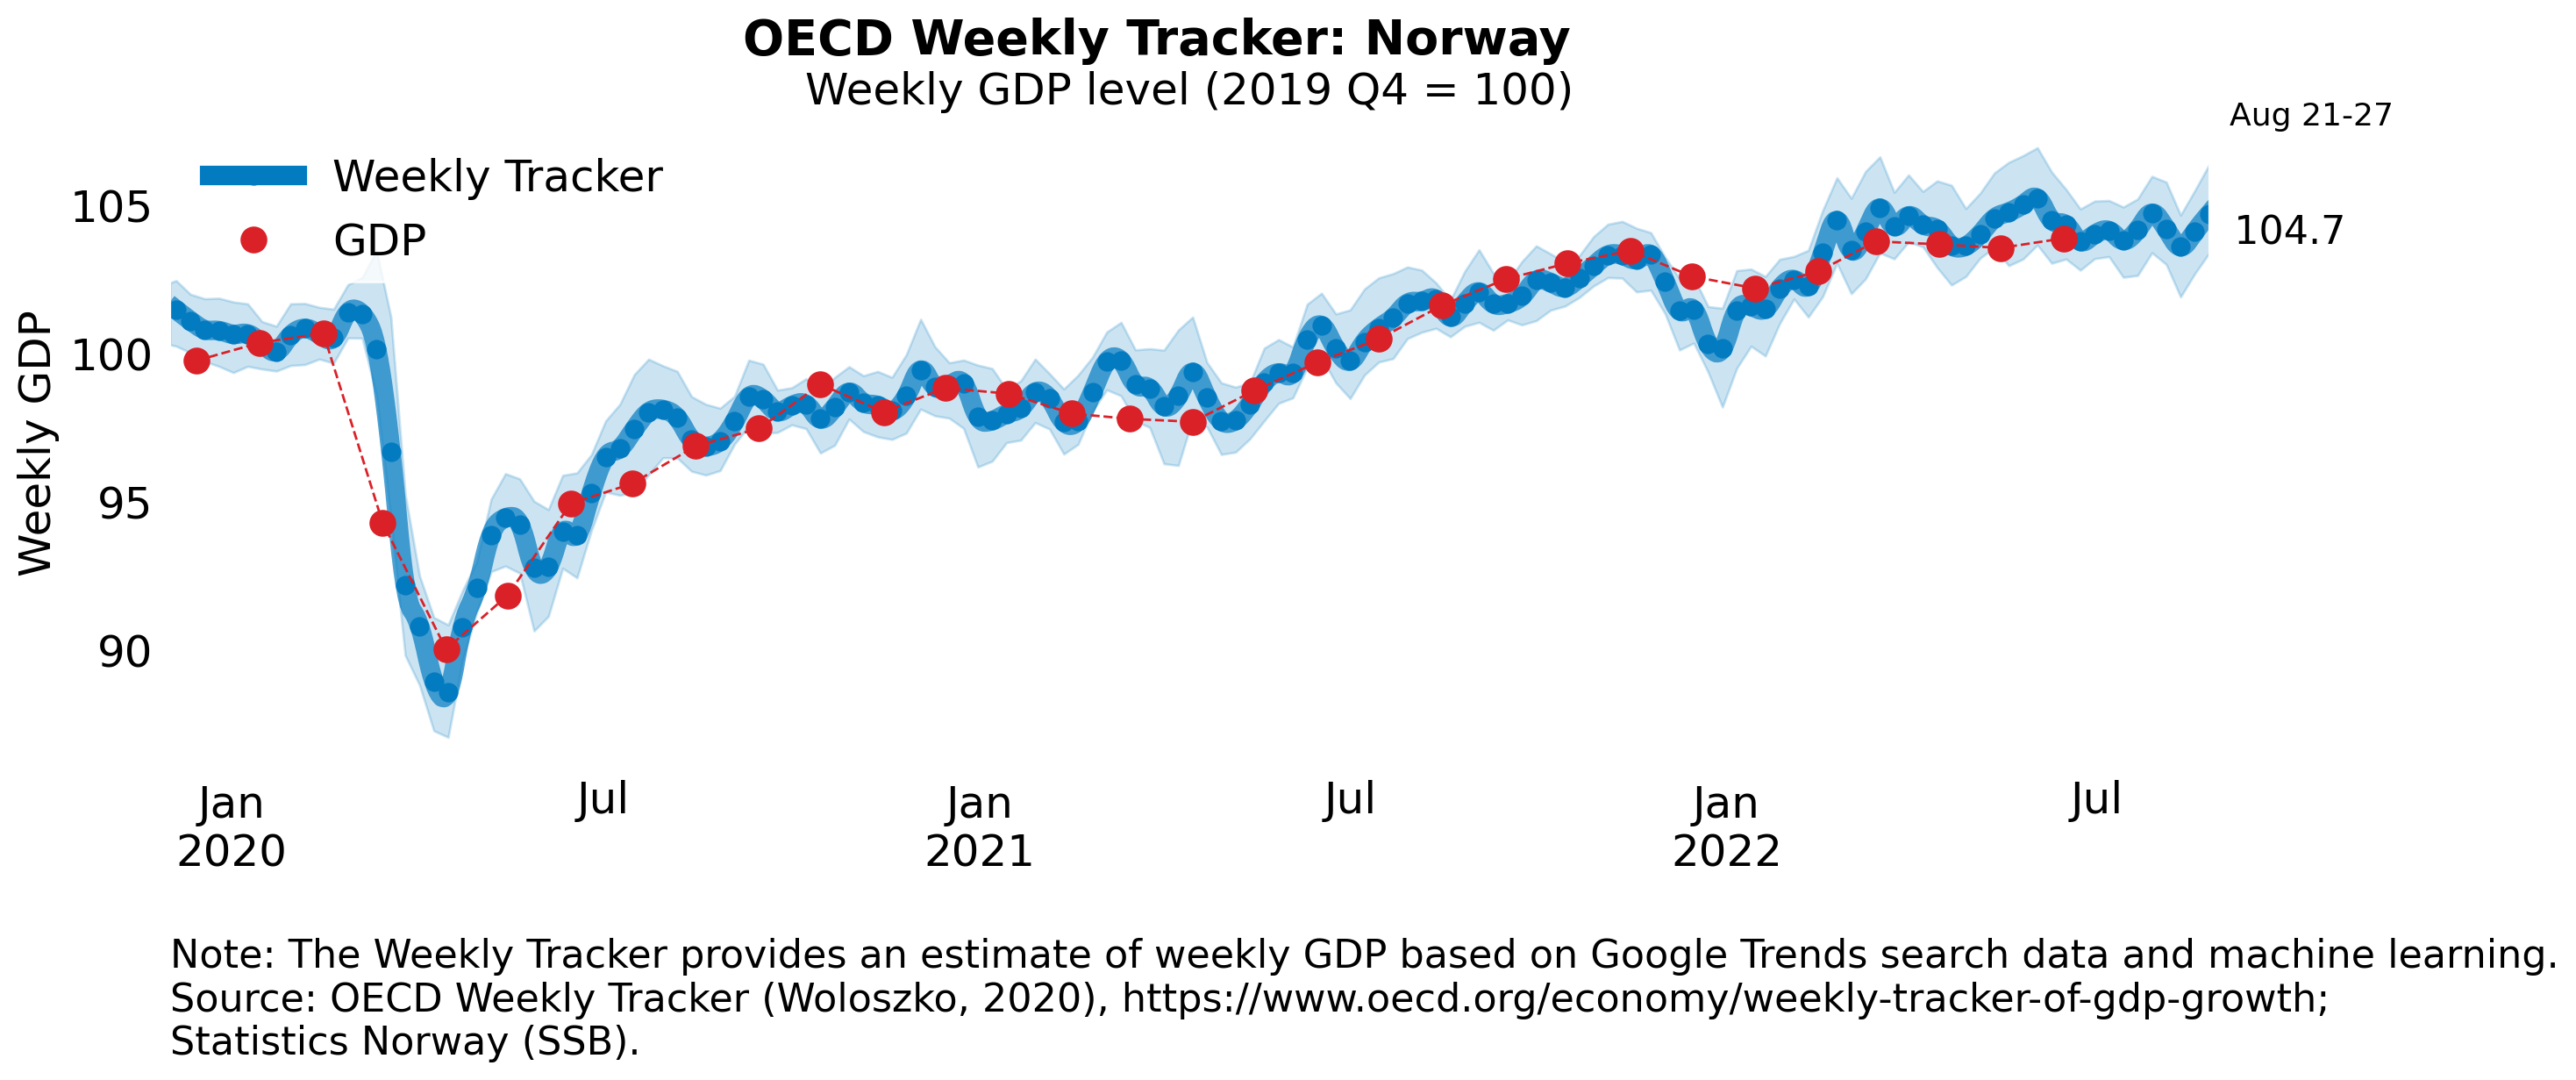 OECD Weekly Tracker: Norway
Weekly GDP level (2019 Q4 = 100)
Aug 21-27
Weekly Tracker
GDP
104.7
Weekly GDP
105
100
95
90
Jan
2020
Jul
Jan
2021
Jul
Jan
2022
Jul
Note: The Weekly Tracker provides an estimate of weekly GDP based on Google Trends search data and machine learning.
Source: OECD Weekly Tracker (Woloszko, 2020), https://www.oecd.org/economy/weekly-tracker-of-gdp-growth;
Statistics Norway (SSB).